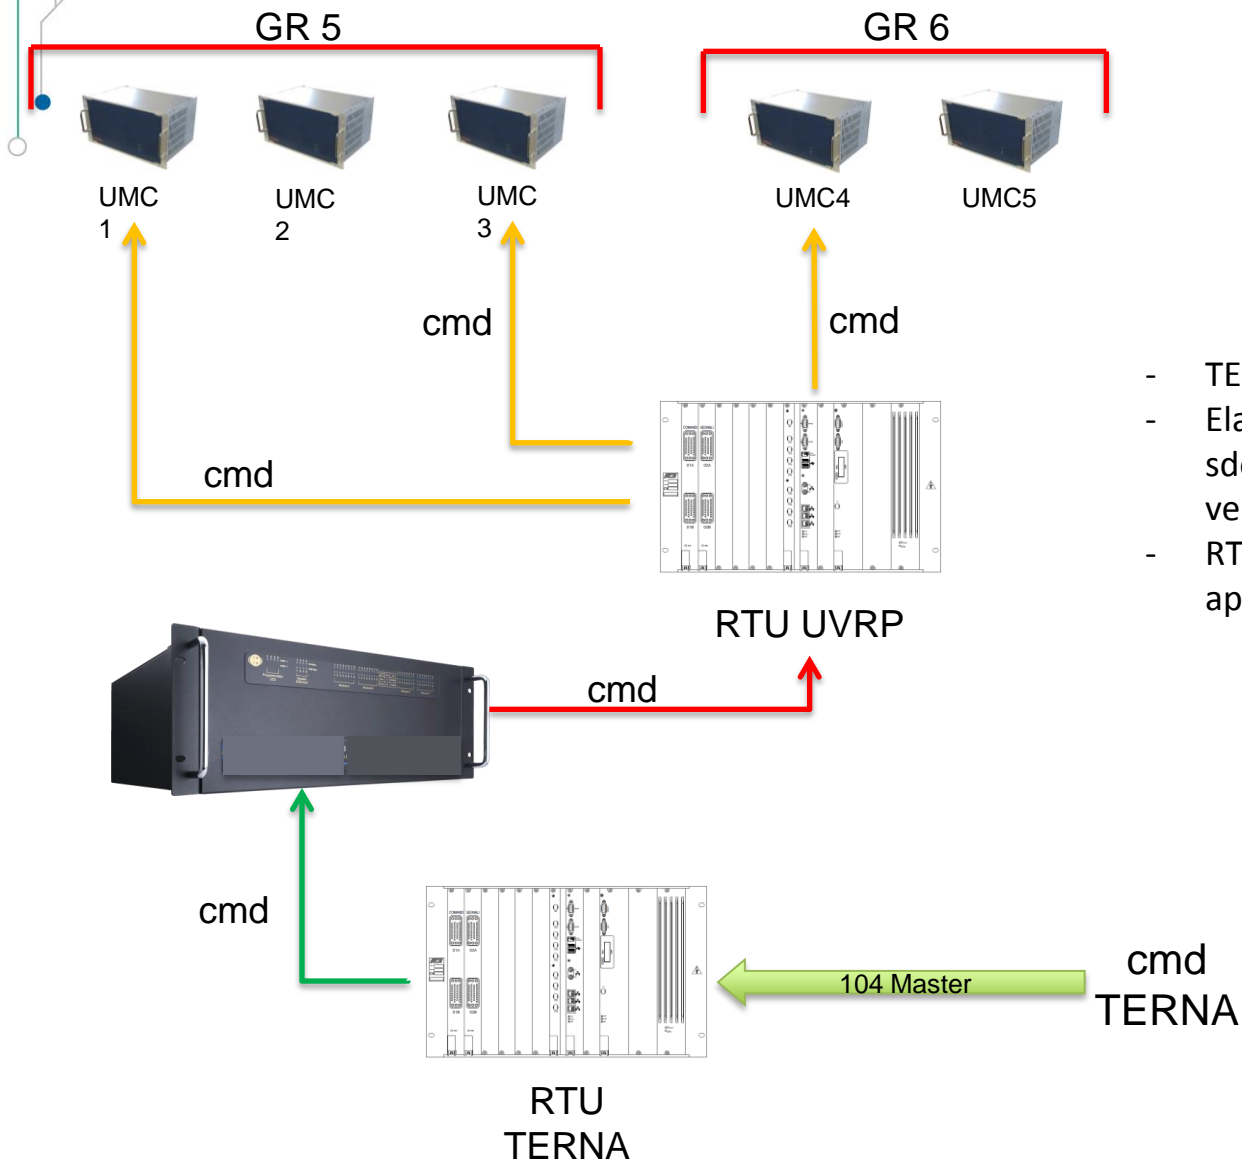 GR 5
GR 6
UMC
1
UMC
2
UMC
3
UMC4
UMC5
cmd
cmd
cmd
- TE
- Ela
sd
ve
- RT
ap
RTU UVRP
cmd
cmd
104 Master
cmd
TERNA
RTU
TERNA